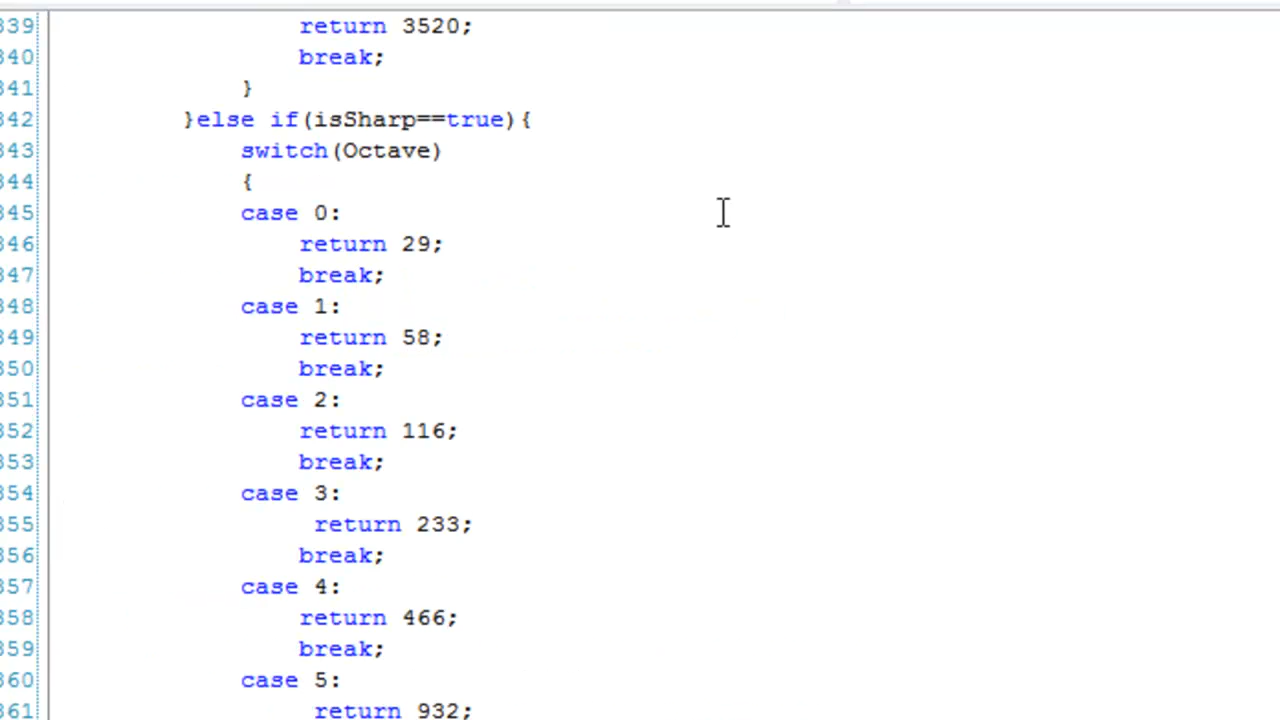 339 return 3520;
340 break;
341 }
342 }else if(isSharp==true){
343 switch(Octave)
344 {
345 case 0:
346 return 29;
347 break;
348 case 1:
349 return 58;
350 break;
351 case 2:
352 return 116;
353 break;
354 case 3:
355 return 233;
356 break;
357 case 4:
358 return 466;
359 break;
360 case 5:
361 return 932;